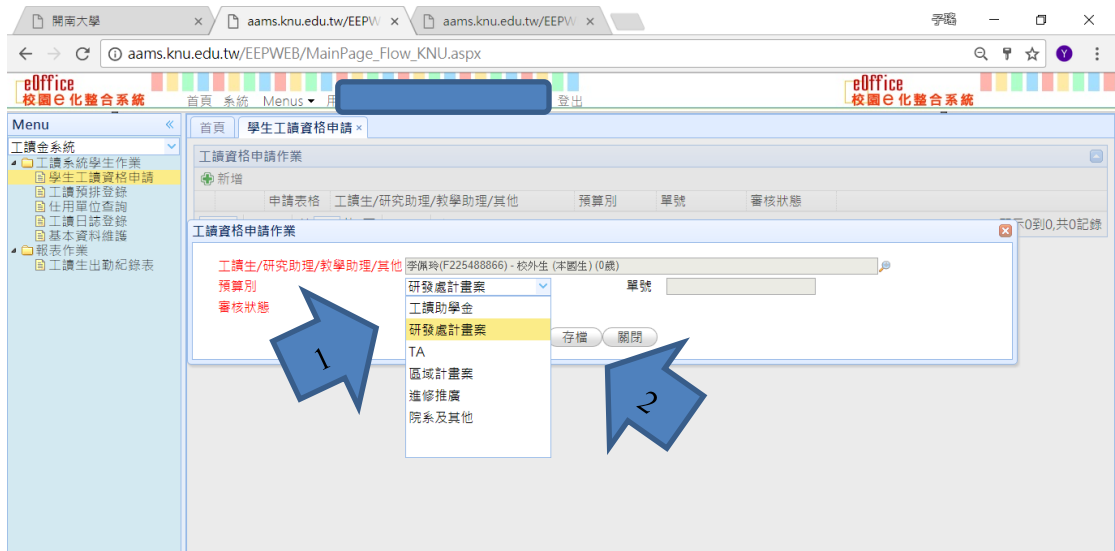 開南大學
aams.knu.edu.tw/EEPW
aams.knu.edu.tw/EEPW
aams.knu.edu.tw/EEPWEB/MainPage_Flow_KNU.aspx
Y
eOffice
校園e化整合系統
首頁 系統 Menus
登出
eOffice
校園e化整合系統
Menu
工讀金系統
工讀系統學生作業
學生工讀資格申請
工讀預排登錄
任用單位查詢
工讀日誌登錄
基本資料維護
報表作業
工讀生出勤紀錄表
首頁
學生工讀資格申請
工讀資格申請作業
新增
申請表格 工讀生/研究助理/教學助理/其他 預算別 單號 審核狀態
示0到0,共0記錄
工讀資格申請作業
工讀生/研究助理/教學助理/其他 李佩玲(F225488866) - 校外生 (本國生) (0歲)
預算別 研發處計畫案 單號
審核狀態
工讀助學金
研發處計畫案
TA
區域計畫案
進修推廣
院系及其他
存檔 關閉
1
2